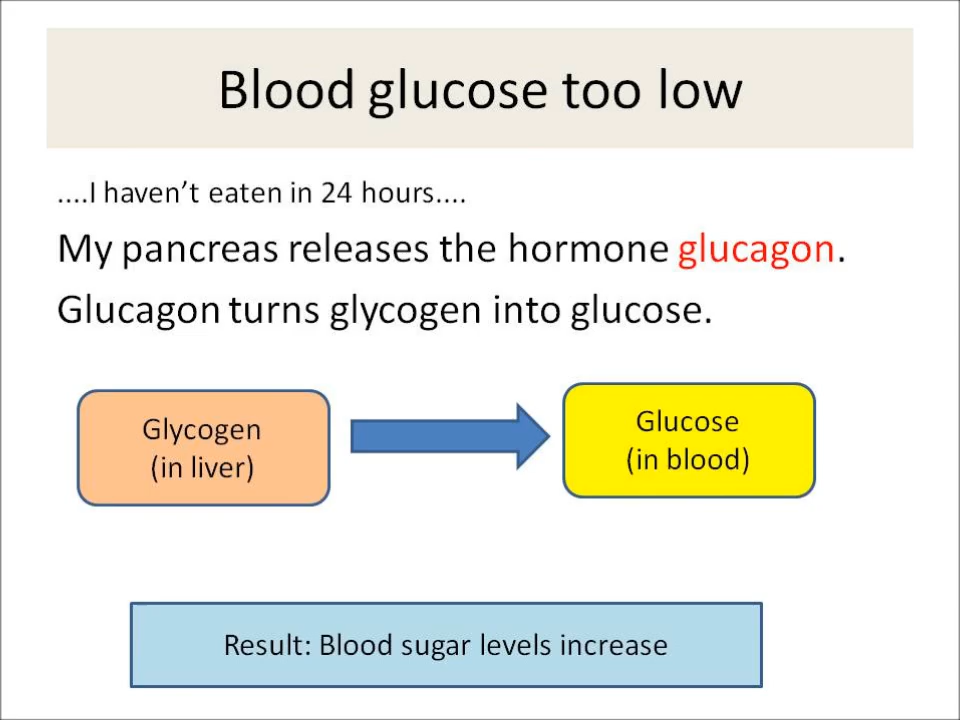 Blood glucose too low
....I haven’t eaten in 24 hours....
My pancreas releases the hormone glucagon.
Glucagon turns glycogen into glucose.
Glycogen
(in liver)
Glucose
(in blood)
Result: Blood sugar levels increase